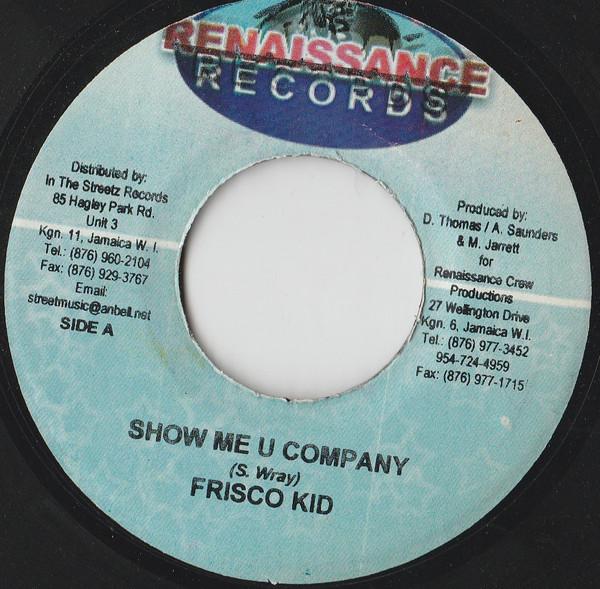 RENAISSANCE
RECORDS
Distributed by:
In The Streetz Records
85 Hagley Park Rd.
Unit 3
Kgn. 11, Jamaica W. I.
Tel.: (876) 960-2104
Fax: (876) 929-3767
Email:
streetmusic@anbell.net
SIDE A
Produced by:
D. Thomas / A. Saunders
& M. Jarrett
for
Renaissance Crew
Productions
27 Wellington Drive
Kgn. 6, Jamaica W.I.
Tel.: (876) 977-3452
954-724-4959
Fax: (876) 977-1715
SHOW ME U COMPANY
(S. Wray)
FRISCO KID